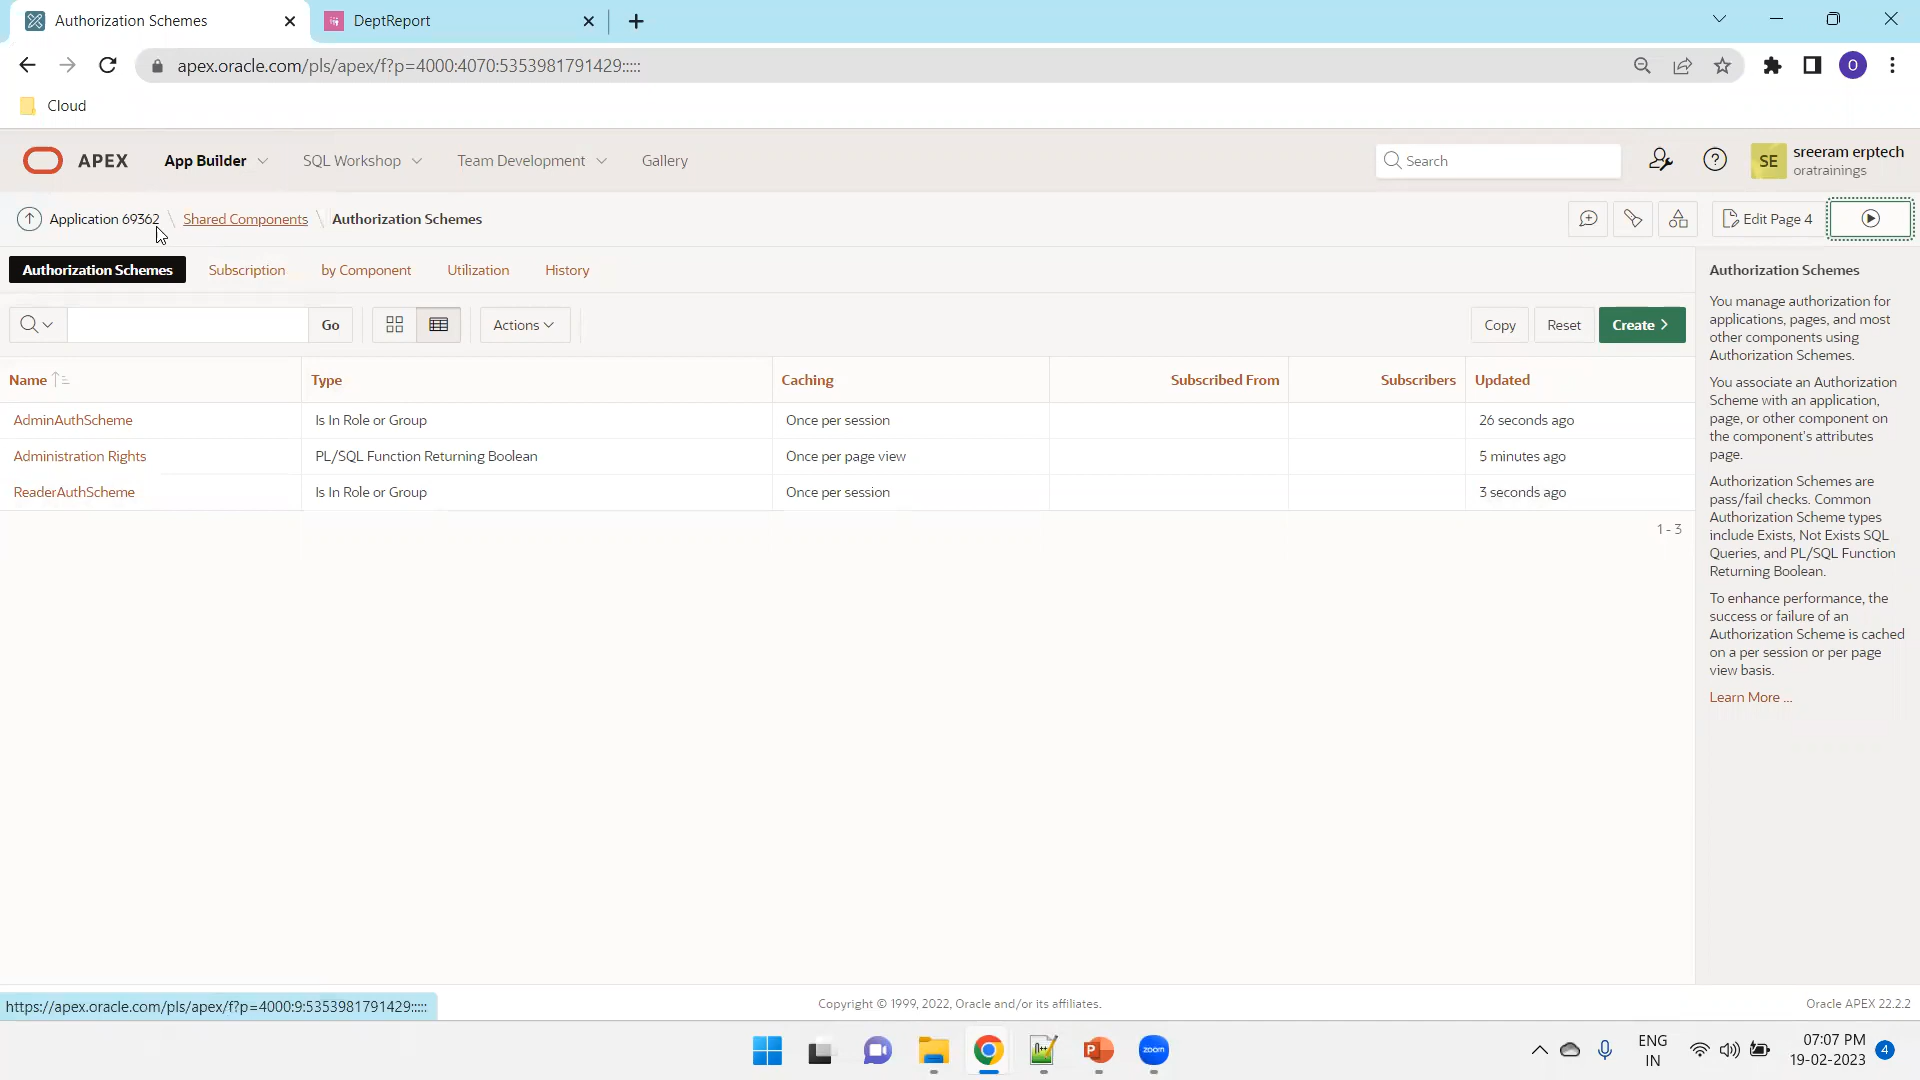 Authorization Schemes
DeptReport
apex.oracle.com/pls/apex/f?p=4000:4070:5353981791429:::::
O
Cloud
APEX
App Builder
SQL Workshop
Team Development
Gallery
Search
SE
sreeram erptech
oratrainings
Application 69362 \ Shared Components \ Authorization Schemes
Edit Page 4
Authorization Schemes
Subscription
by Component
Utilization
History
Go
Actions
Copy
Reset
Create
Name Type Caching Subscribed From Subscribers Updated
AdminAuthScheme Is In Role or Group Once per session 26 seconds ago
Administration Rights PL/SQL Function Returning Boolean Once per page view 5 minutes ago
ReaderAuthScheme Is In Role or Group Once per session 3 seconds ago
1 - 3
Authorization Schemes
You manage authorization for
applications, pages, and most
other components using
Authorization Schemes.
You associate an Authorization
Scheme with an application,
page, or other component on
the component's attributes
page.
Authorization Schemes are
pass/fail checks. Common
Authorization Scheme types
include Exists, Not Exists SQL
Queries, and PL/SQL Function
Returning Boolean.
To enhance performance, the
success or failure of an
Authorization Scheme is cached
on a per session or per page
view basis.
Learn More ...
https://apex.oracle.com/pls/apex/f?p=4000:9:5353981791429:::::
Copyright © 1999, 2022, Oracle and/or its affiliates.
Oracle APEX 22.2.2
zoom
ENG
IN
07:07 PM
19-02-2023
4